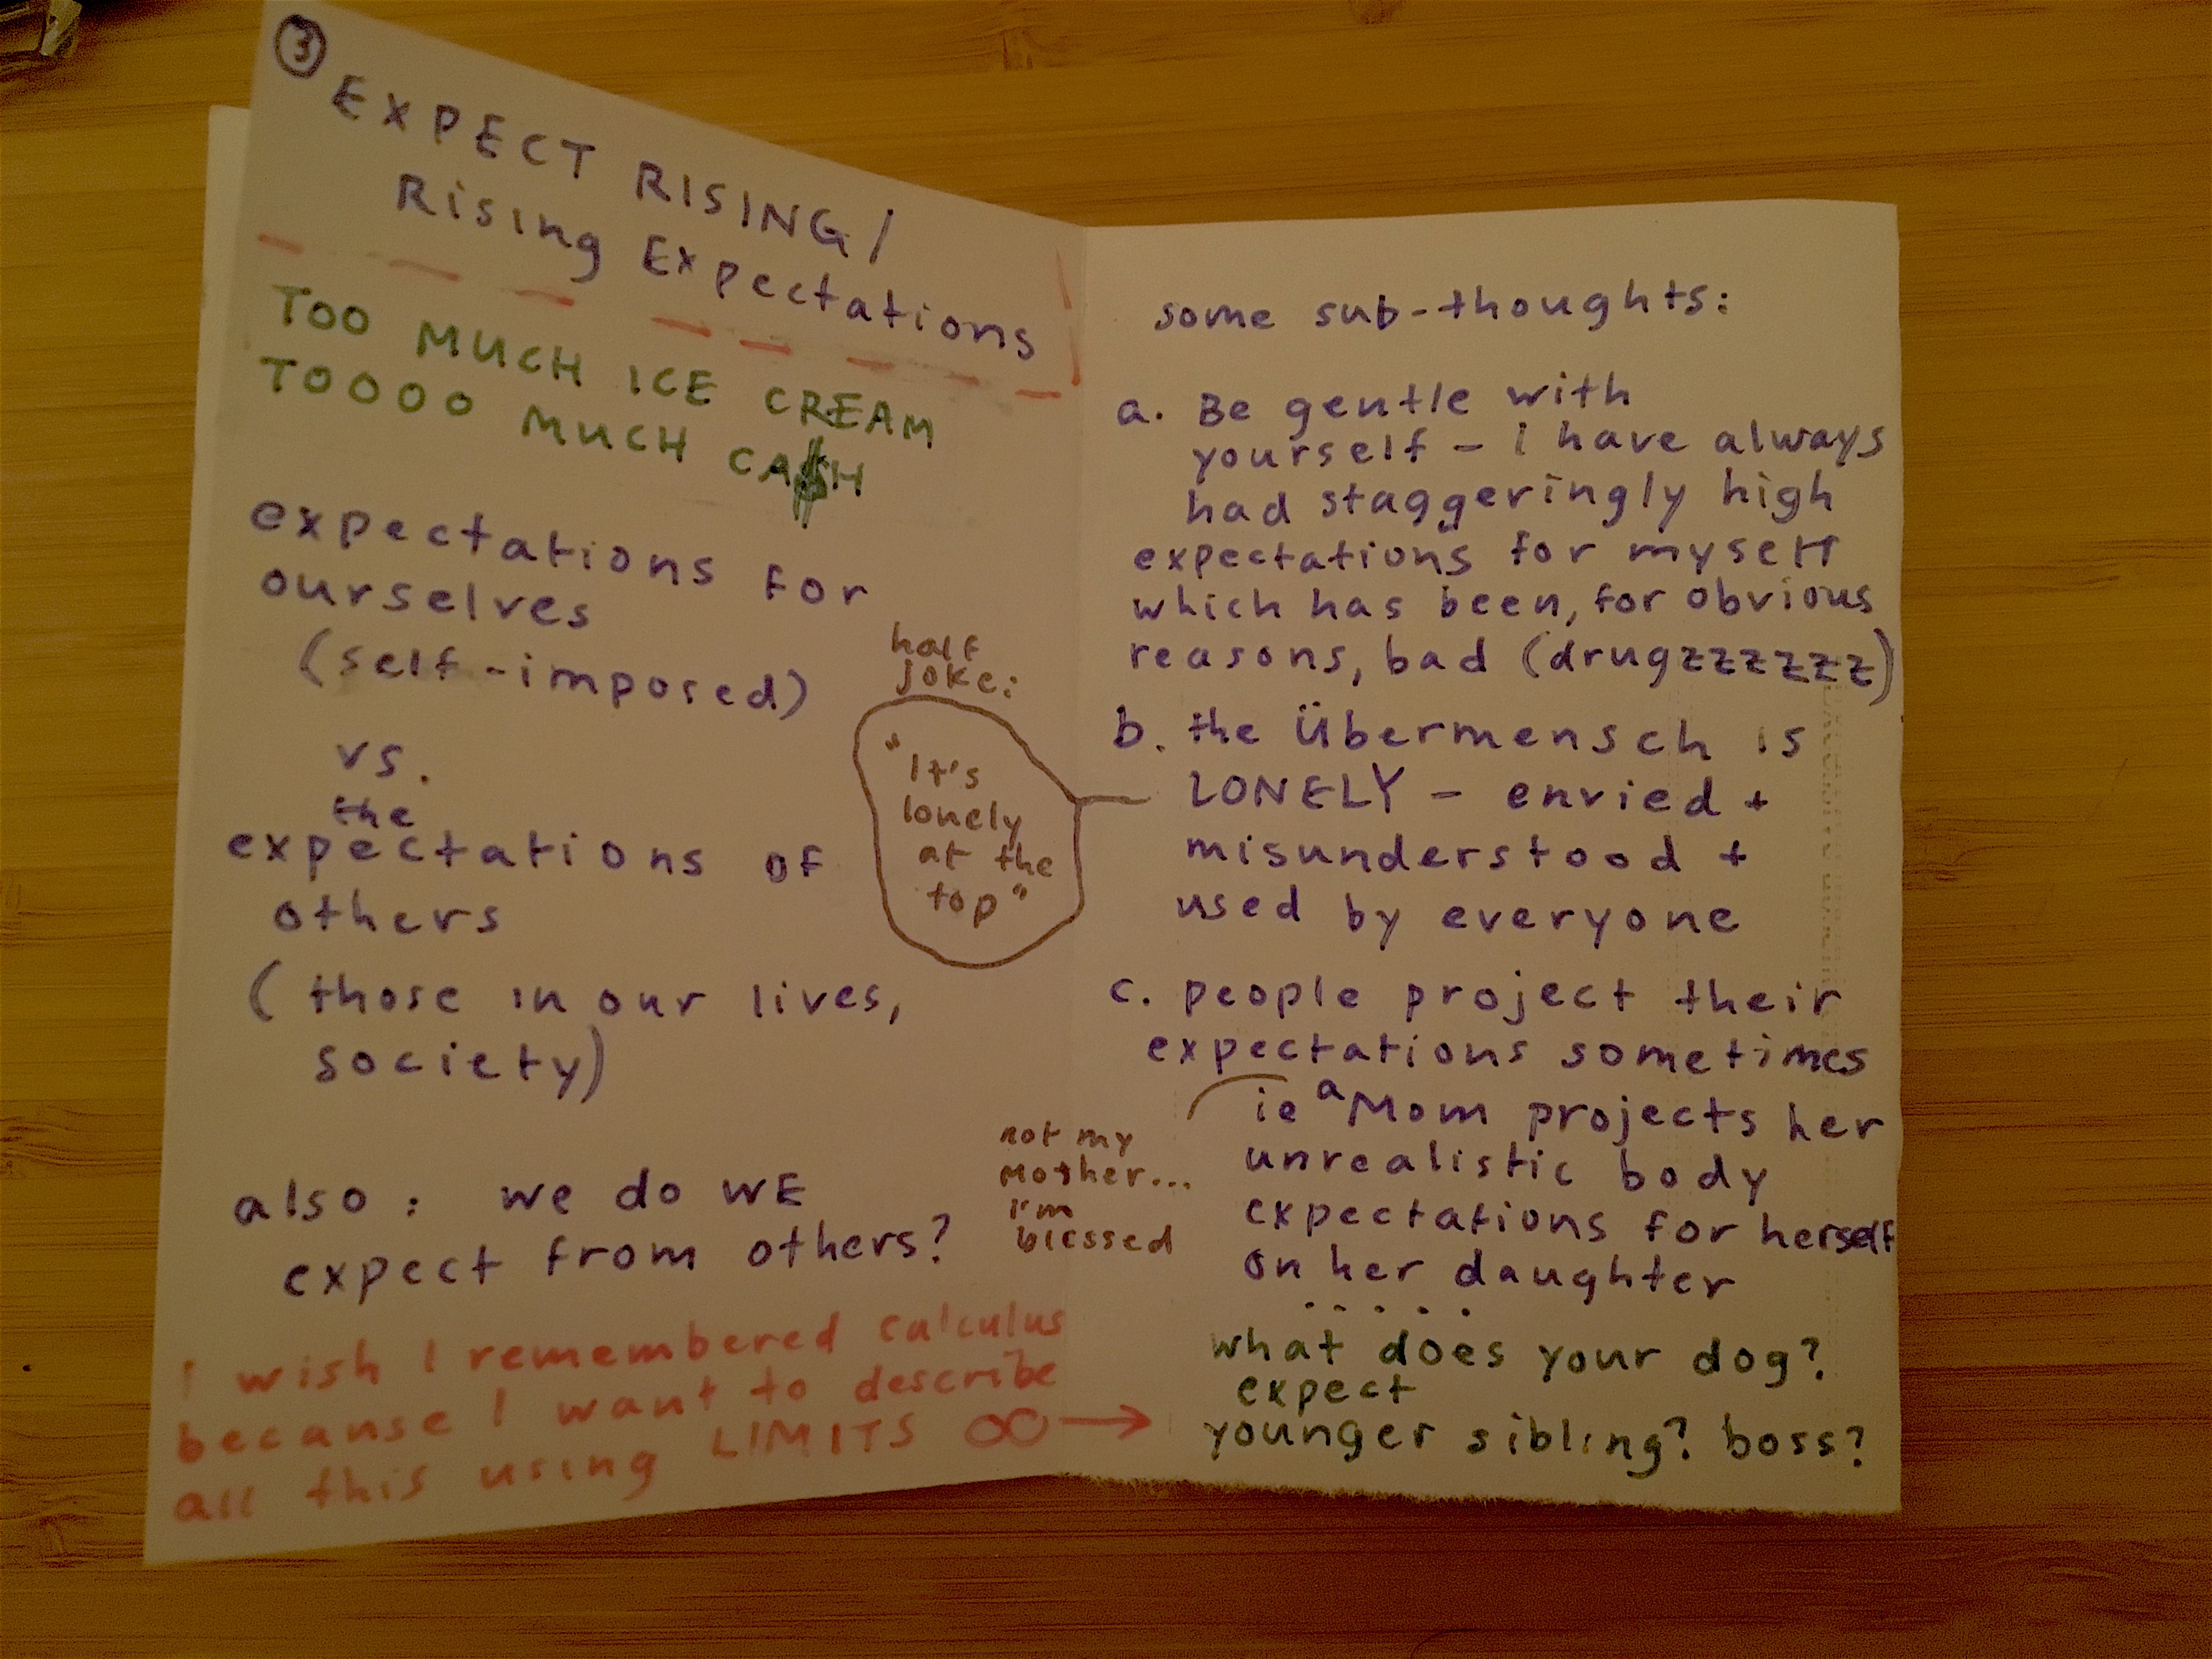 3
EXPECT RISING/
Rising Expectations
TOO MUCH ICE CREAM
TOOOO MUCH CA$H
expectations for
ourselves
(self-imposed)
vs.
the
expectations of
others
(those in our lives,
society)
also: we do WE
expect from others?
I wish I remembered calculus
because I want to describe
all this using LIMITS ∞ →
half
joke:
"It's
lonely
at the
top"
not my
mother...
I'm
blessed
some sub-thoughts:
a. Be gentle with
yourself - i have always
had staggeringly high
expectations for myself
which has been, for obvious
reasons, bad (drugzzzzzz)
b. the Übermensch is
LONELY - envied +
misunderstood +
used by everyone
c. people project their
expectations sometimes
ie a Mom projects her
unrealistic body
expectations for herself
on her daughter
.....
what does your dog?
expect
younger sibling? boss?